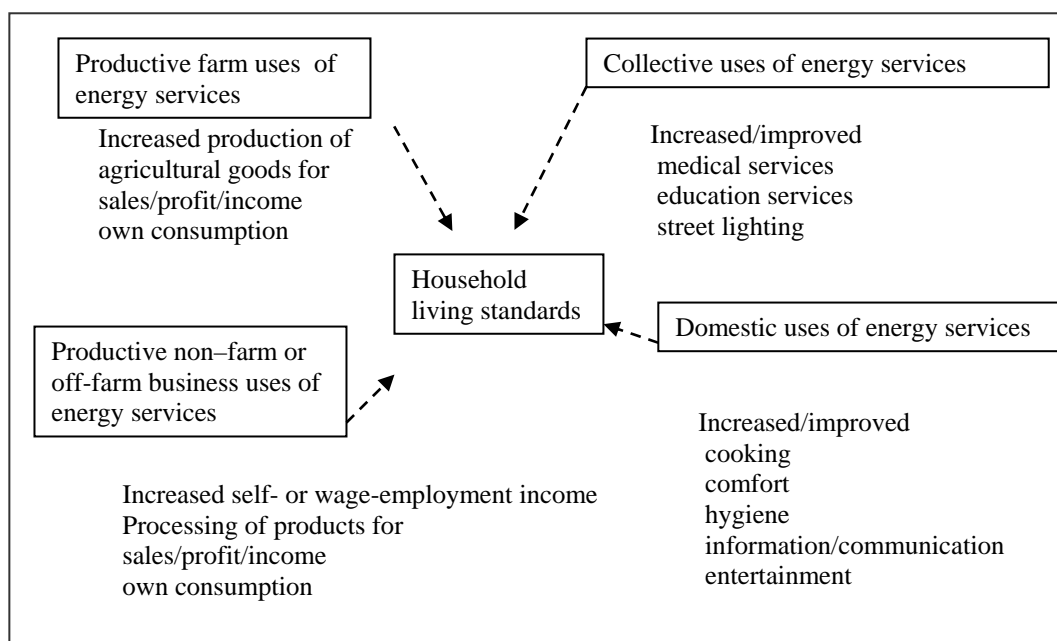 Productive farm uses of
energy services
Increased production of
agricultural goods for
sales/profit/income
own consumption
Collective uses of energy services
Increased/improved
medical services
education services
street lighting
Household
living standards
Productive non–farm or
off-farm business uses of
energy services
Increased self- or wage-employment income
Processing of products for
sales/profit/income
own consumption
Domestic uses of energy services
Increased/improved
cooking
comfort
hygiene
information/communication
entertainment